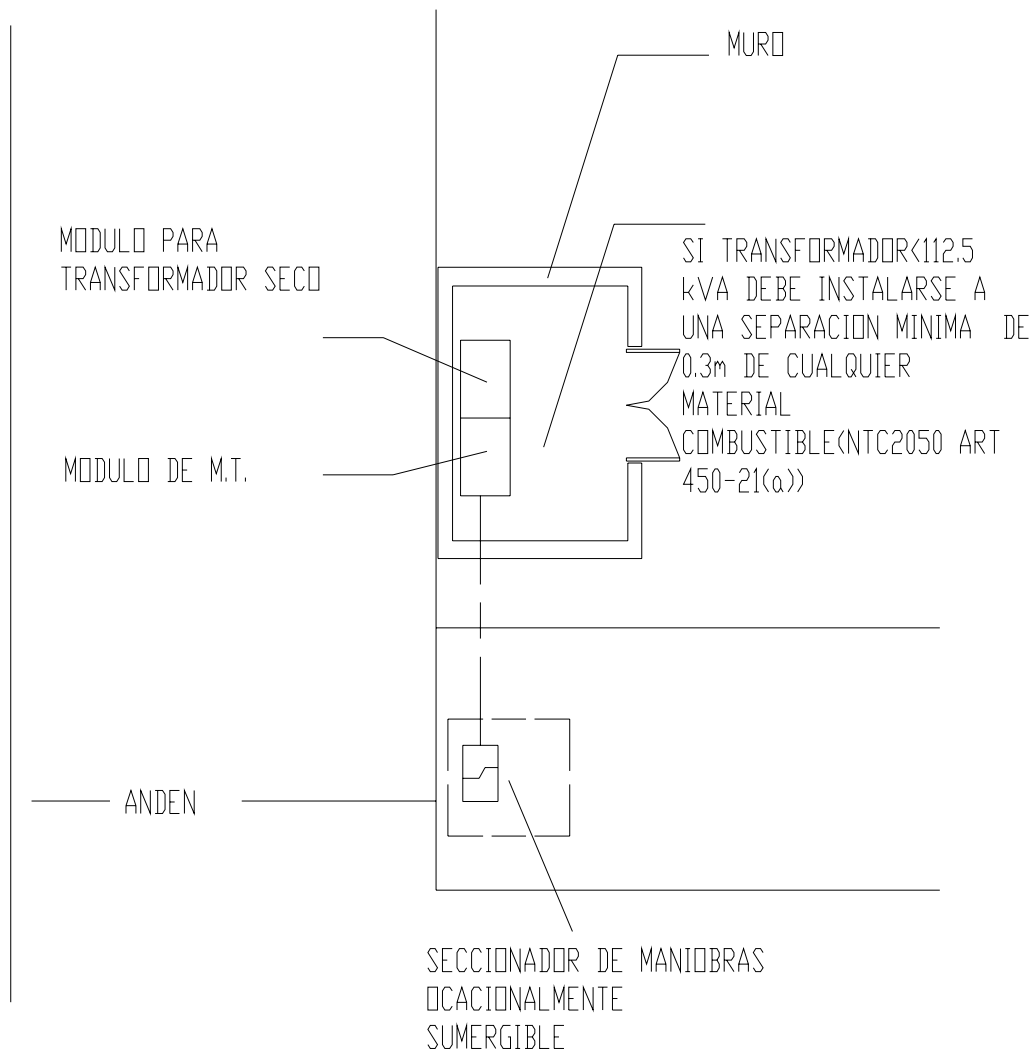 MURO
MODULO PARA
TRANSFORMADOR SECO
SI TRANSFORMADOR<112.5
kVA DEBE INSTALARSE A
UNA SEPARACION MINIMA DE
0.3m DE CUALQUIER
MATERIAL
COMBUSTIBLE(NTC2050 ART
450-21(a))
MODULO DE M.T.
ANDEN
SECCIONADOR DE MANIOBRAS
OCACIONALMENTE
SUMERGIBLE